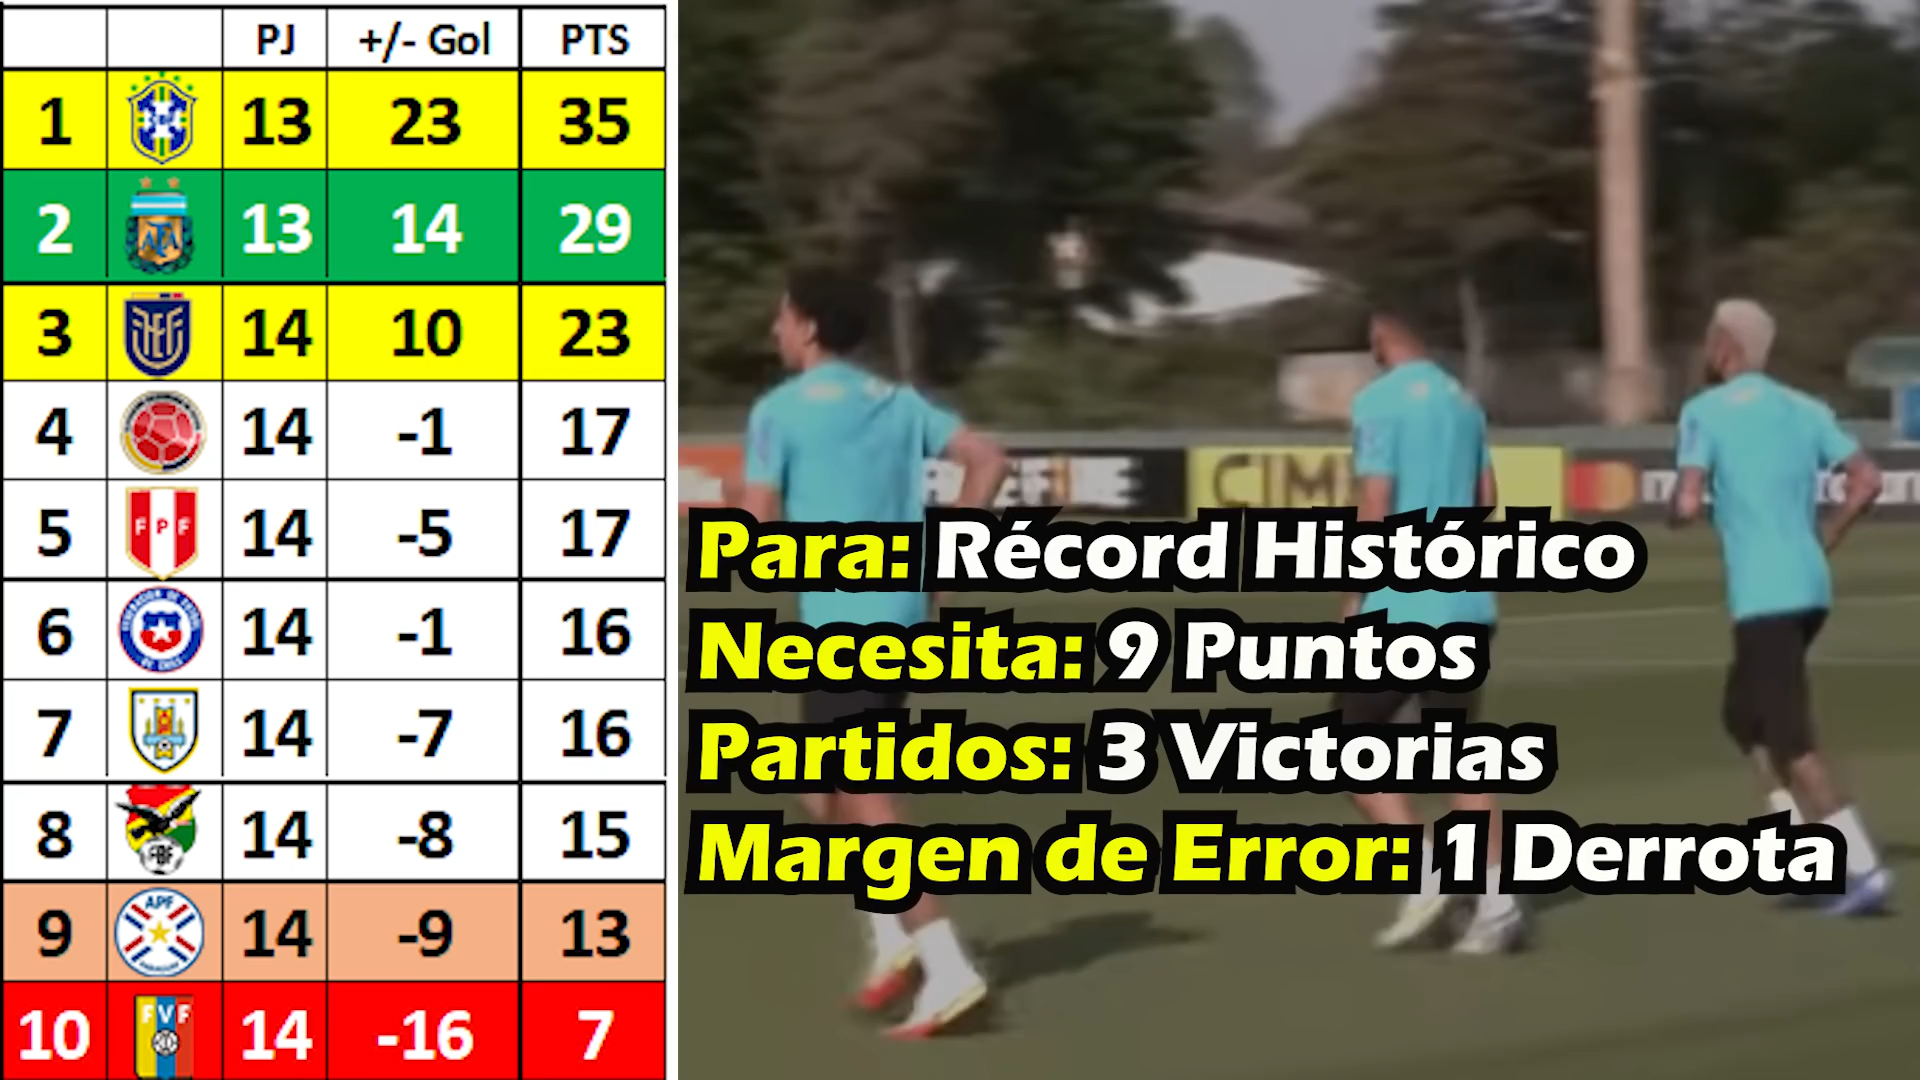 PJ +/- Gol PTS
1 13 23 35
2 AFA 13 14 29
3 14 10 23
4 14 -1 17
5 FPF 14 -5 17
6 14 -1 16
7 14 -7 16
8 FBF 14 -8 15
9 APF 14 -9 13
10 FVF 14 -16 7
CIM
Para: Récord Histórico
Necesita: 9 Puntos
Partidos: 3 Victorias
Margen de Error: 1 Derrota